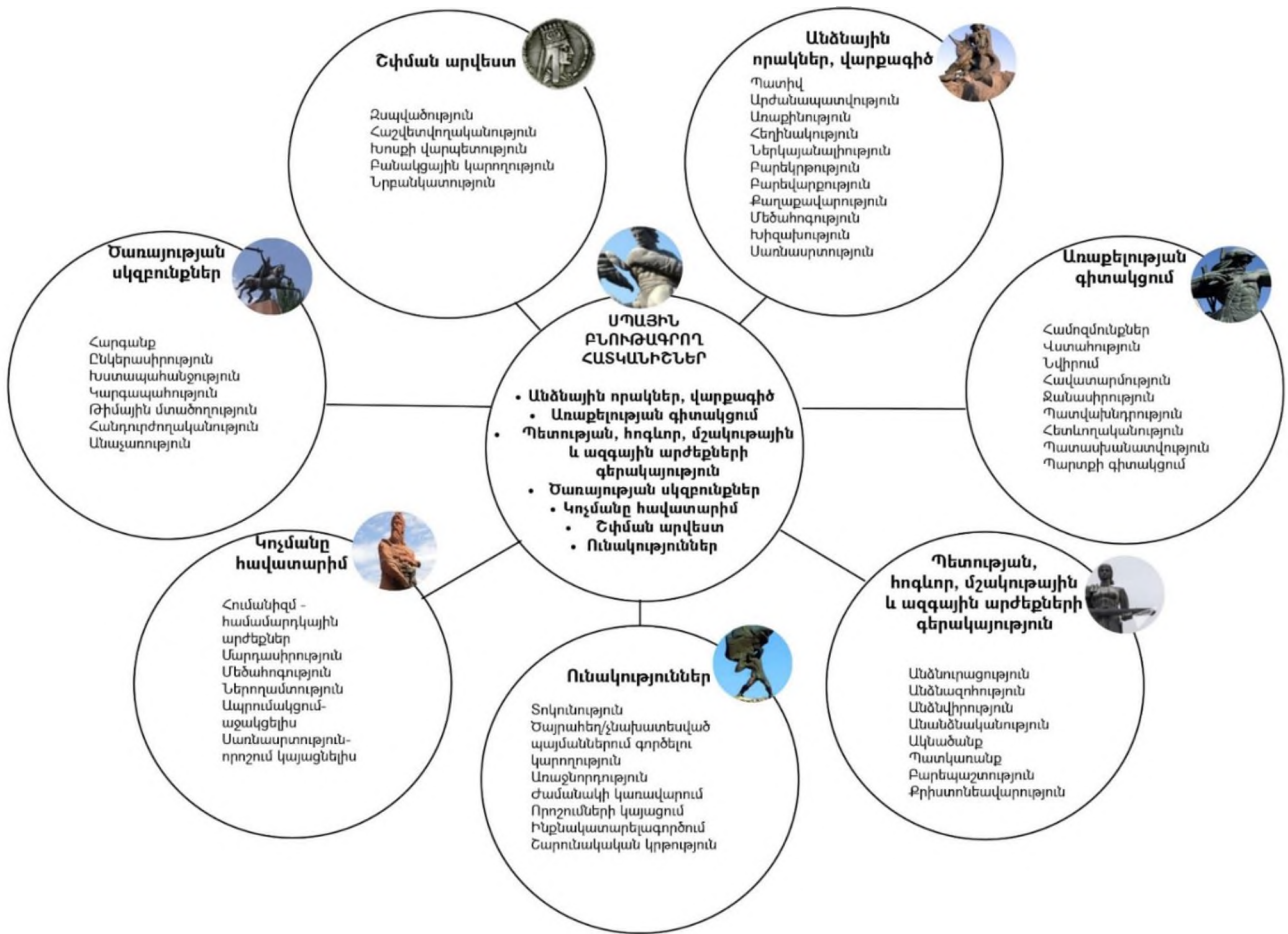 Շփման արվեստ
Զսպվածություն
Հաշվետվողականություն
Խոսքի վարպետություն
Բանակցային կարողություն
Նրբանկատություն
Անձնային
որակներ, վարքագիծ
Պատիվ
Արժանապատվություն
Առաքինություն
Հեղինակություն
Ներկայանալիություն
Բարեկրթություն
Բարեվարքություն
Քաղաքավարություն
Մեծահոգություն
Խիզախություն
Սառնասրտություն
Ծառայության
սկզբունքներ
Հարգանք
Ընկերասիրություն
Խստապահանջություն
Կարգապահություն
Թիմային մտածողություն
Հանդուրժողականություն
Անաչառություն
ՍՊԱՅԻՆ
ԲՆՈՒԹԱԳՐՈՂ
ՀԱՏԿԱՆԻՇՆԵՐ
• Անձնային որակներ, վարքագիծ
• Առաքելության գիտակցում
• Պետության, հոգևոր, մշակութային
և ազգային արժեքների
գերակայություն
• Ծառայության սկզբունքներ
• Կոչմանը հավատարիմ
• Շփման արվեստ
• Ունակություններ
Առաքելության
գիտակցում
Համոզմունքներ
Վստահություն
Նվիրում
Հավատարմություն
Ջանասիրություն
Պատվախնդրություն
Հետևողականություն
Պատասխանատվություն
Պարտքի գիտակցում
Կոչմանը
հավատարիմ
Հումանիզմ -
համամարդկային
արժեքներ
Մարդասիրություն
Մեծահոգություն
Ներողամտություն
Ապրումակցում-
աջակցելիս
Սառնասրտություն-
որոշում կայացնելիս
Ունակություններ
Տոկունություն
Ծայրահեղ/չնախատեսված
պայմաններում գործելու
կարողություն
Առաջնորդություն
Ժամանակի կառավարում
Որոշումների կայացում
Ինքնակատարելագործում
Շարունակական կրթություն
Պետության,
հոգևոր, մշակութային
և ազգային արժեքների
գերակայություն
Անձնուրացություն
Անձնազոհություն
Անձնվիրություն
Անանձնականություն
Ակնածանք
Պատկառանք
Բարեպաշտություն
Քրիստոնեավարություն